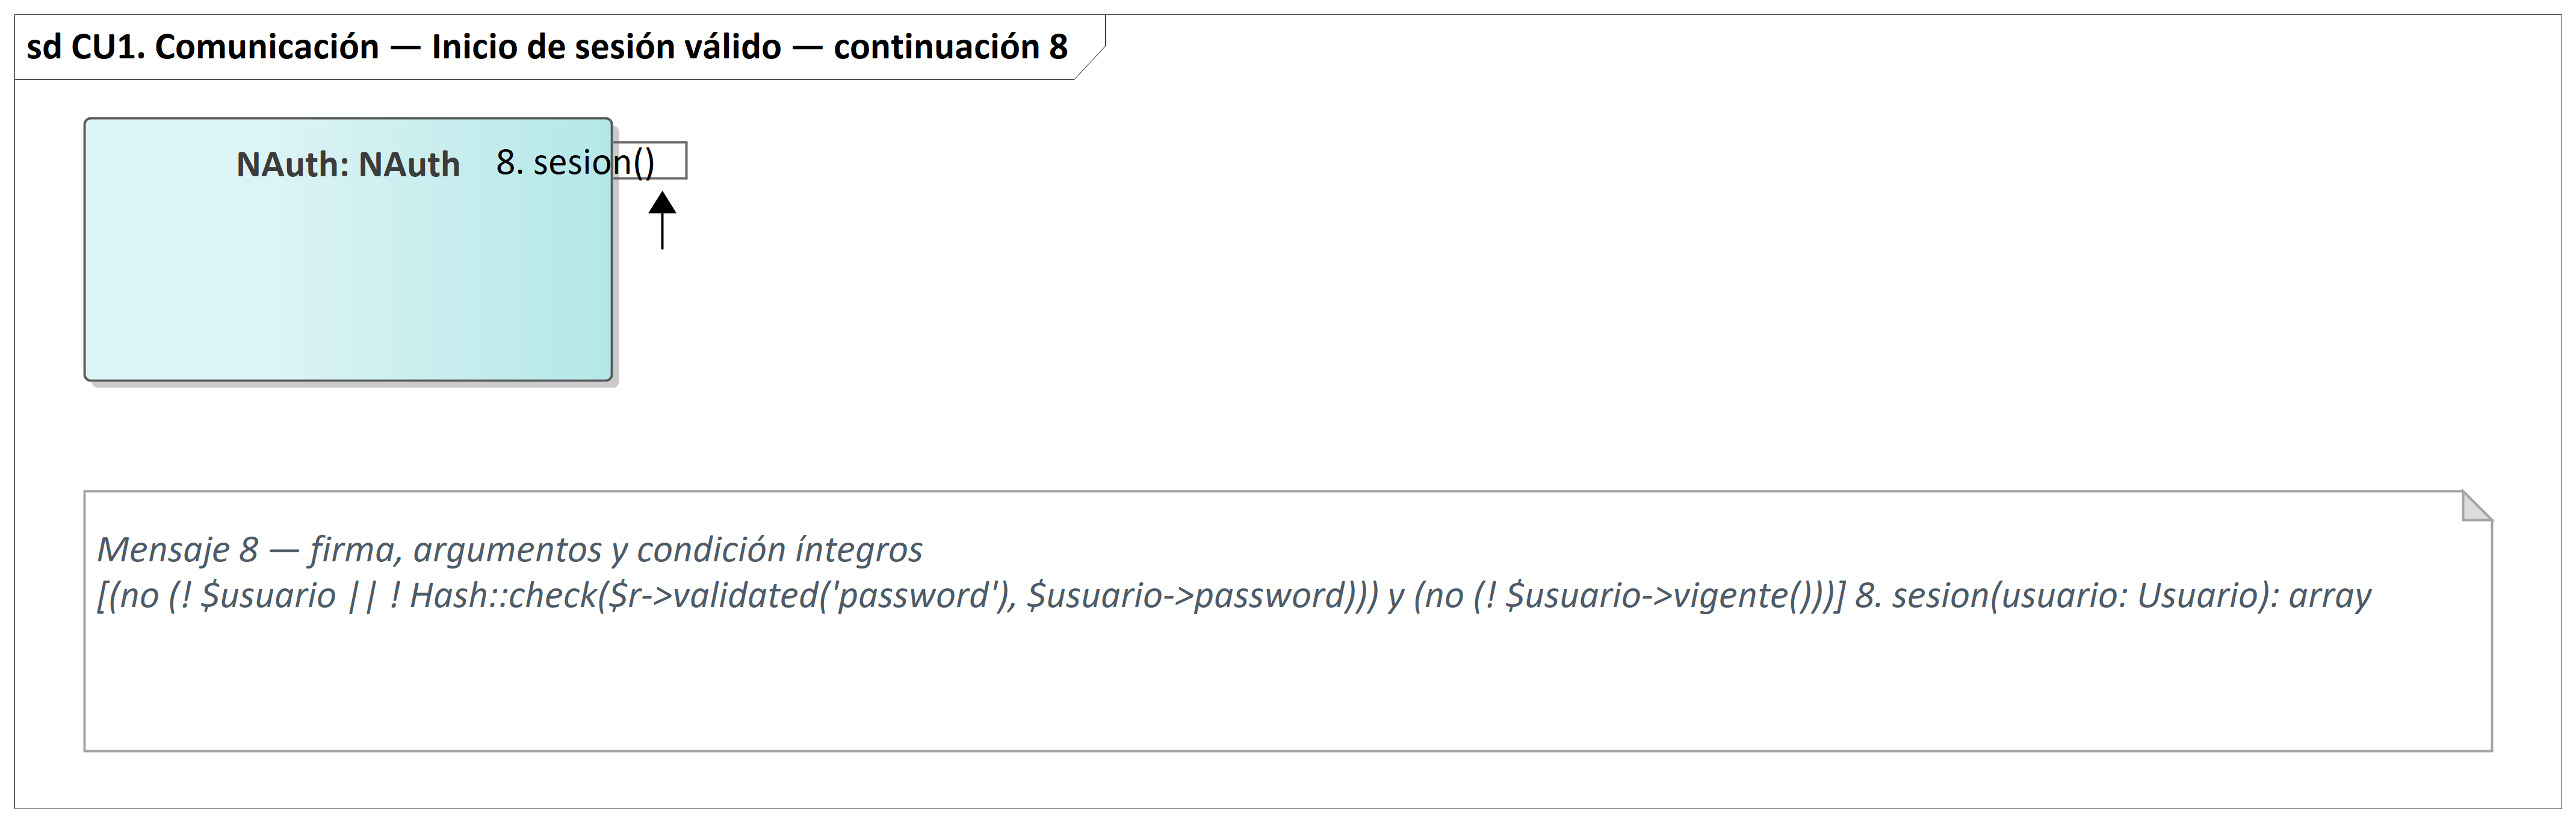 sd CU1. Comunicación — Inicio de sesión válido — continuación 8
NAuth: NAuth
8. sesion()
Mensaje 8 — firma, argumentos y condición íntegros
[(no (! $usuario || ! Hash::check($r->validated('password'), $usuario->password))) y (no (! $usuario->vigente()))] 8. sesion(usuario: Usuario): array